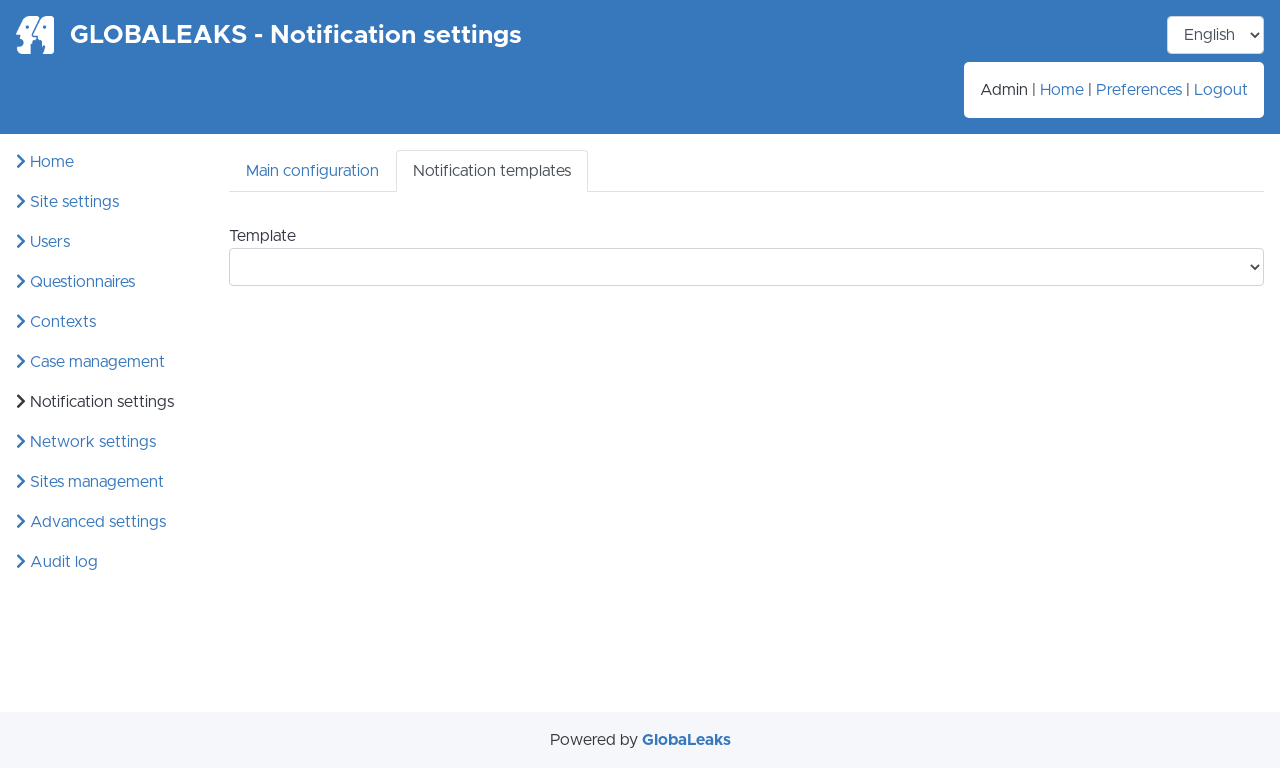 GLOBALEAKS - Notification settings
English
Admin | Home | Preferences | Logout
Home
Site settings
Users
Questionnaires
Contexts
Case management
Notification settings
Network settings
Sites management
Advanced settings
Audit log
Main configuration
Notification templates
Template
Powered by GlobaLeaks